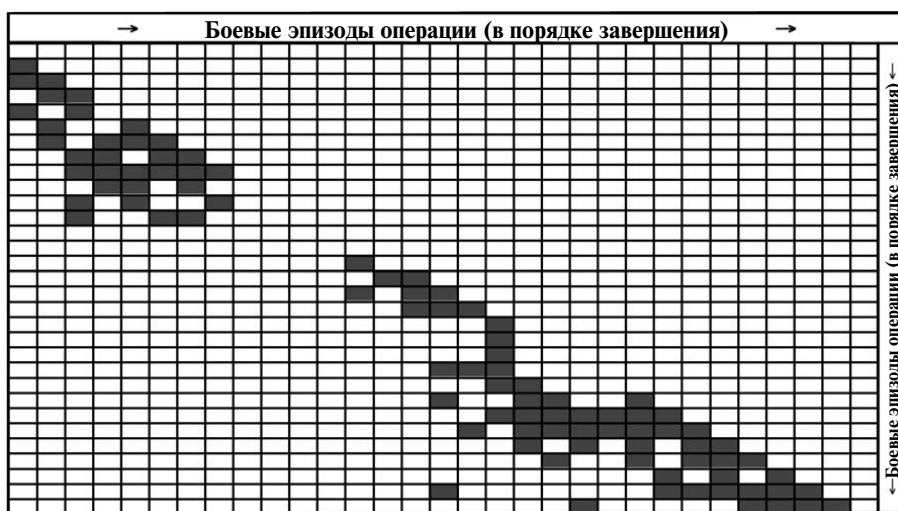 → Боевые эпизоды операции (в порядке завершения) →
←Боевые эпизоды операции (в порядке завершения)←